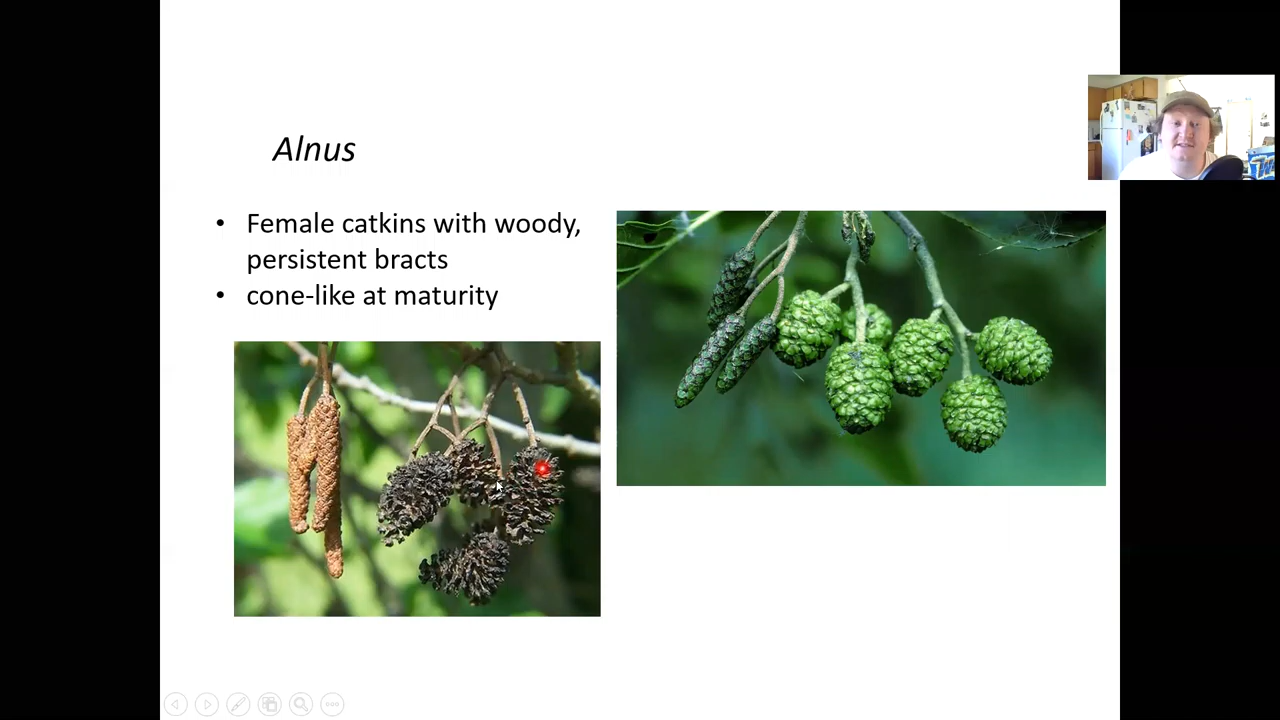 Alnus
• Female catkins with woody,
persistent bracts
• cone-like at maturity